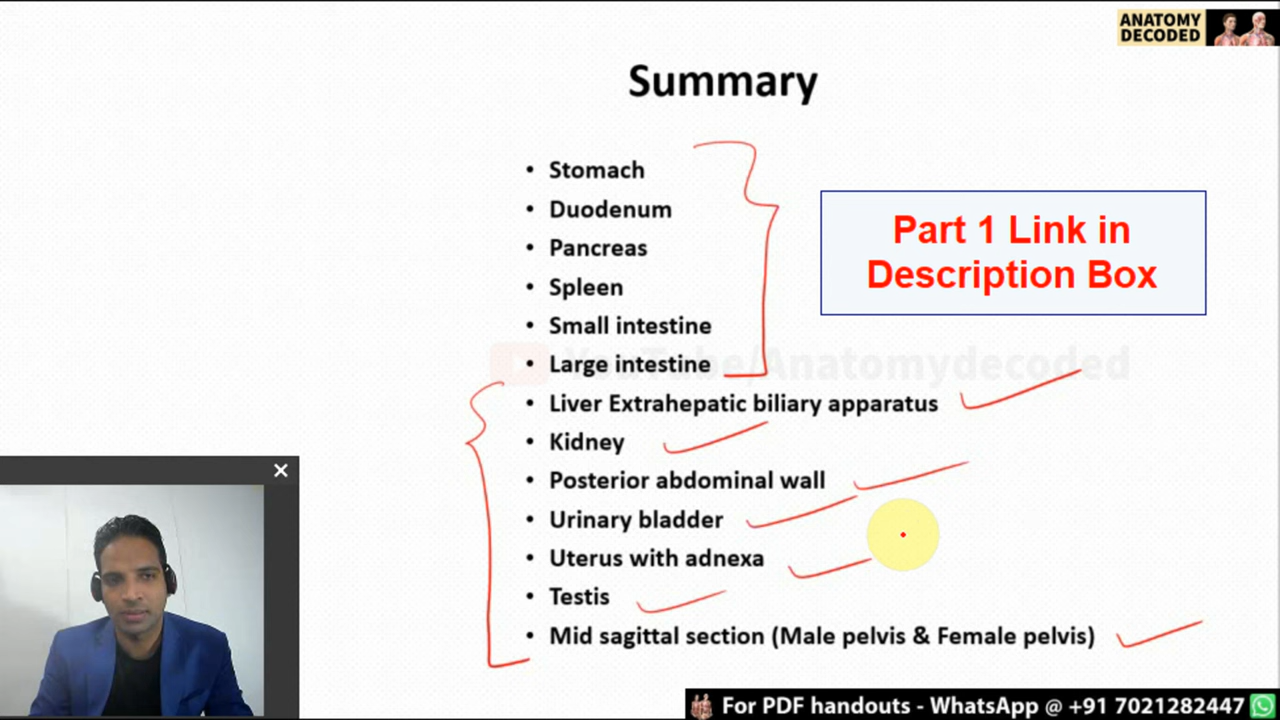 ANATOMY
DECODED
Summary
• Stomach
• Duodenum
• Pancreas
• Spleen
• Small intestine
• Large intestine
• Liver Extrahepatic biliary apparatus
• Kidney
• Posterior abdominal wall
• Urinary bladder
• Uterus with adnexa
• Testis
• Mid sagittal section (Male pelvis & Female pelvis)
Part 1 Link in
Description Box
YouTube/Anatomydecoded
For PDF handouts - WhatsApp @ +91 7021282447